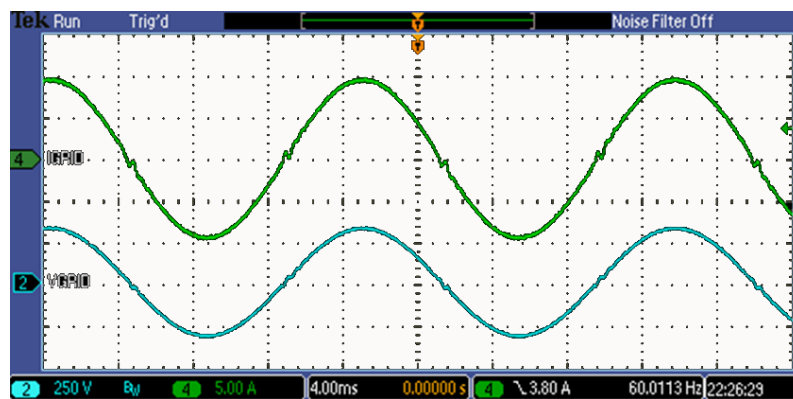 Tek Run Trig'd Noise Filter Off
T
T
4 IGRID
2 VGRID
2 250 V BW 4 5.00 A 4.00ms 0.00000 s 4 3.80 A 60.0113 Hz 22:26:29